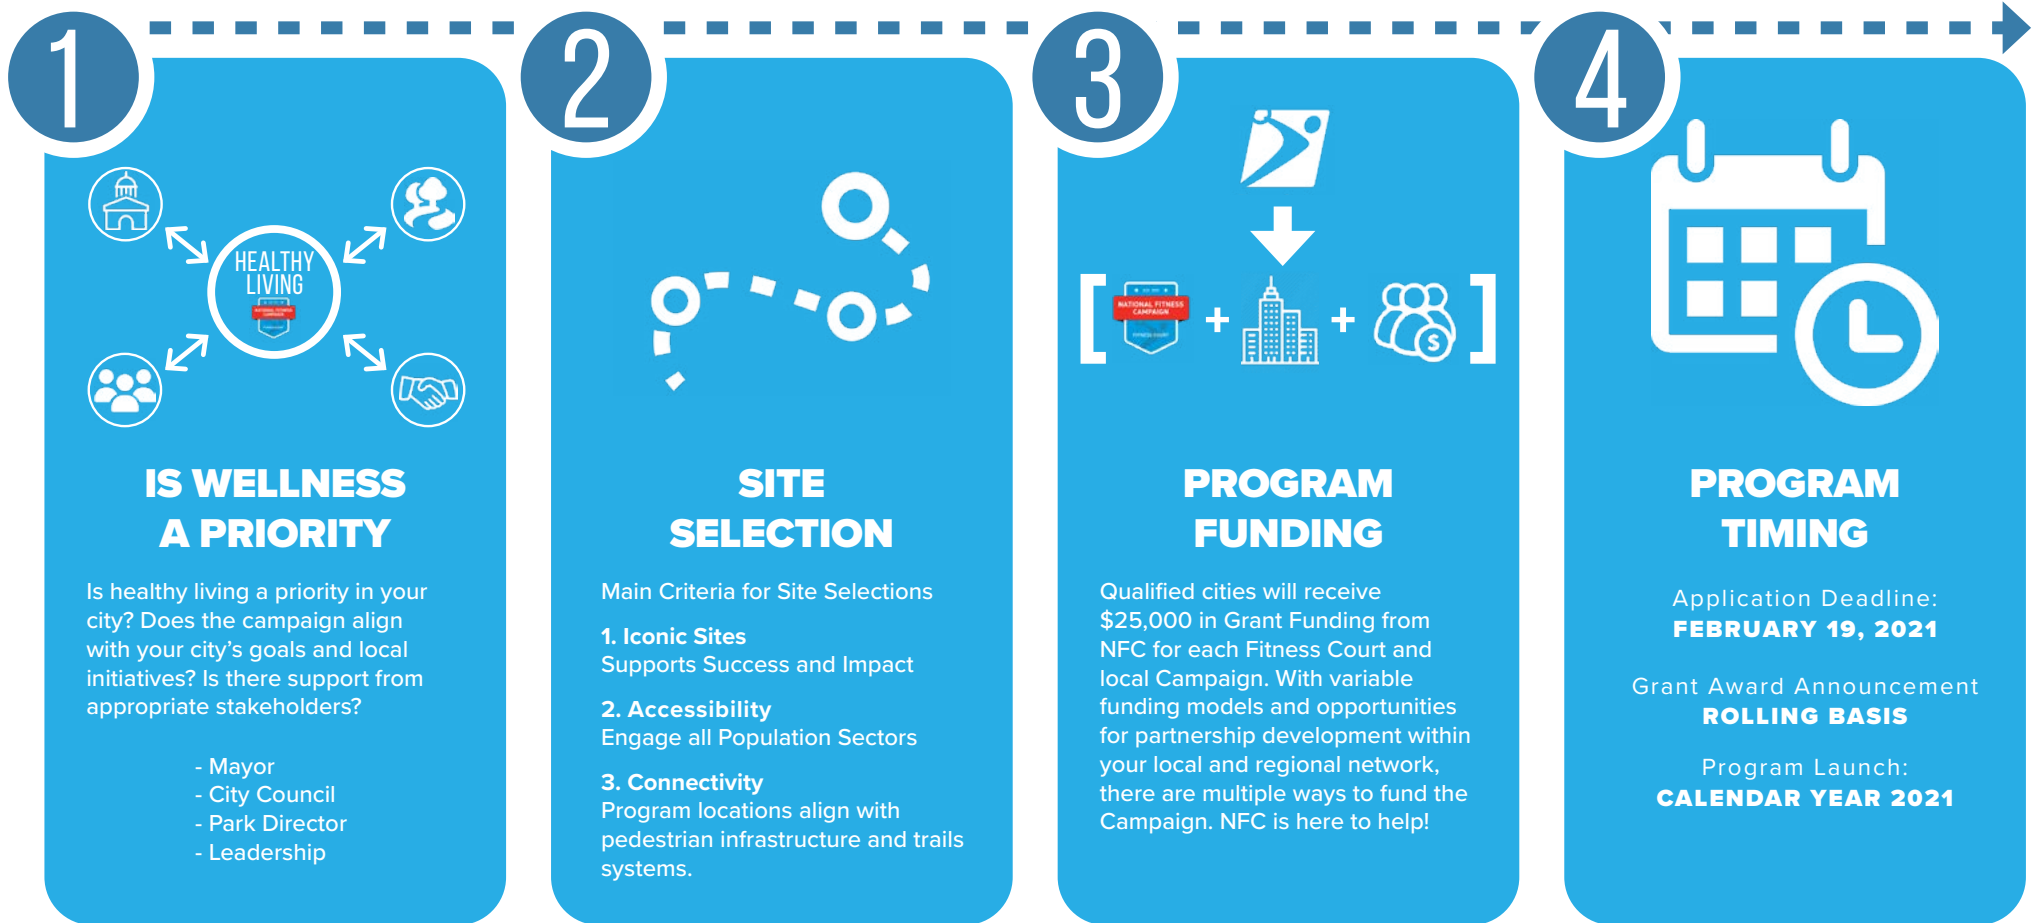 1
HEALTHY
LIVING
NATIONAL FITNESS
CAMPAIGN
IS WELLNESS
A PRIORITY
Is healthy living a priority in your
city? Does the campaign align
with your city's goals and local
initiatives? Is there support from
appropriate stakeholders?
- Mayor
- City Council
- Park Director
- Leadership
2
SITE
SELECTION
Main Criteria for Site Selections
1. Iconic Sites
Supports Success and Impact
2. Accessibility
Engage all Population Sectors
3. Connectivity
Program locations align with
pedestrian infrastructure and trails
systems.
3
NATIONAL FITNESS
CAMPAIGN
FITNESS COURT
+
+
$
PROGRAM
FUNDING
Qualified cities will receive
$25,000 in Grant Funding from
NFC for each Fitness Court and
local Campaign. With variable
funding models and opportunities
for partnership development within
your local and regional network,
there are multiple ways to fund the
Campaign. NFC is here to help!
4
PROGRAM
TIMING
Application Deadline:
FEBRUARY 19, 2021
Grant Award Announcement
ROLLING BASIS
Program Launch:
CALENDAR YEAR 2021